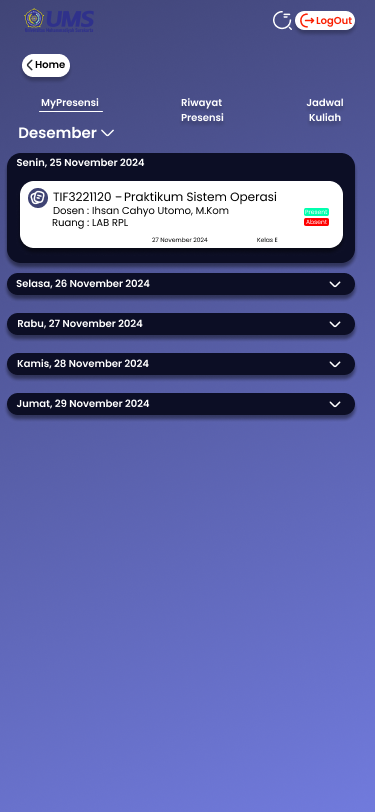 UMS
LogOut
Home
MyPresensi
Riwayat
Presensi
Jadwal
Kuliah
Desember
Senin, 25 November 2024
TIF3221120 – Praktikum Sistem Operasi
Dosen : Ihsan Cahyo Utomo, M.Kom
Ruang : LAB RPL
Present
Absent
27 November 2024
Kelas E
Selasa, 26 November 2024
Rabu, 27 November 2024
Kamis, 28 November 2024
Jumat, 29 November 2024